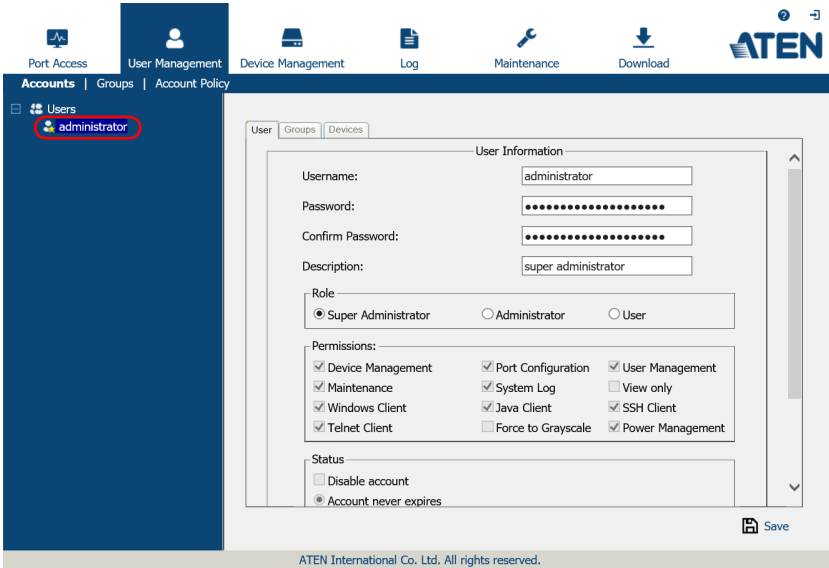 Port Access
User Management
Device Management
Log
Maintenance
Download
ATEN
Accounts | Groups | Account Policy
Users
administrator
User Groups Devices
User Information
Username: administrator
Password: ●●●●●●●●●●●●●●●●●●●●
Confirm Password: ●●●●●●●●●●●●●●●●●●●●
Description: super administrator
Role
Super Administrator Administrator User
Permissions:
Device Management Port Configuration User Management
Maintenance System Log View only
Windows Client Java Client SSH Client
Telnet Client Force to Grayscale Power Management
Status
Disable account
Account never expires
Save
ATEN International Co. Ltd. All rights reserved.